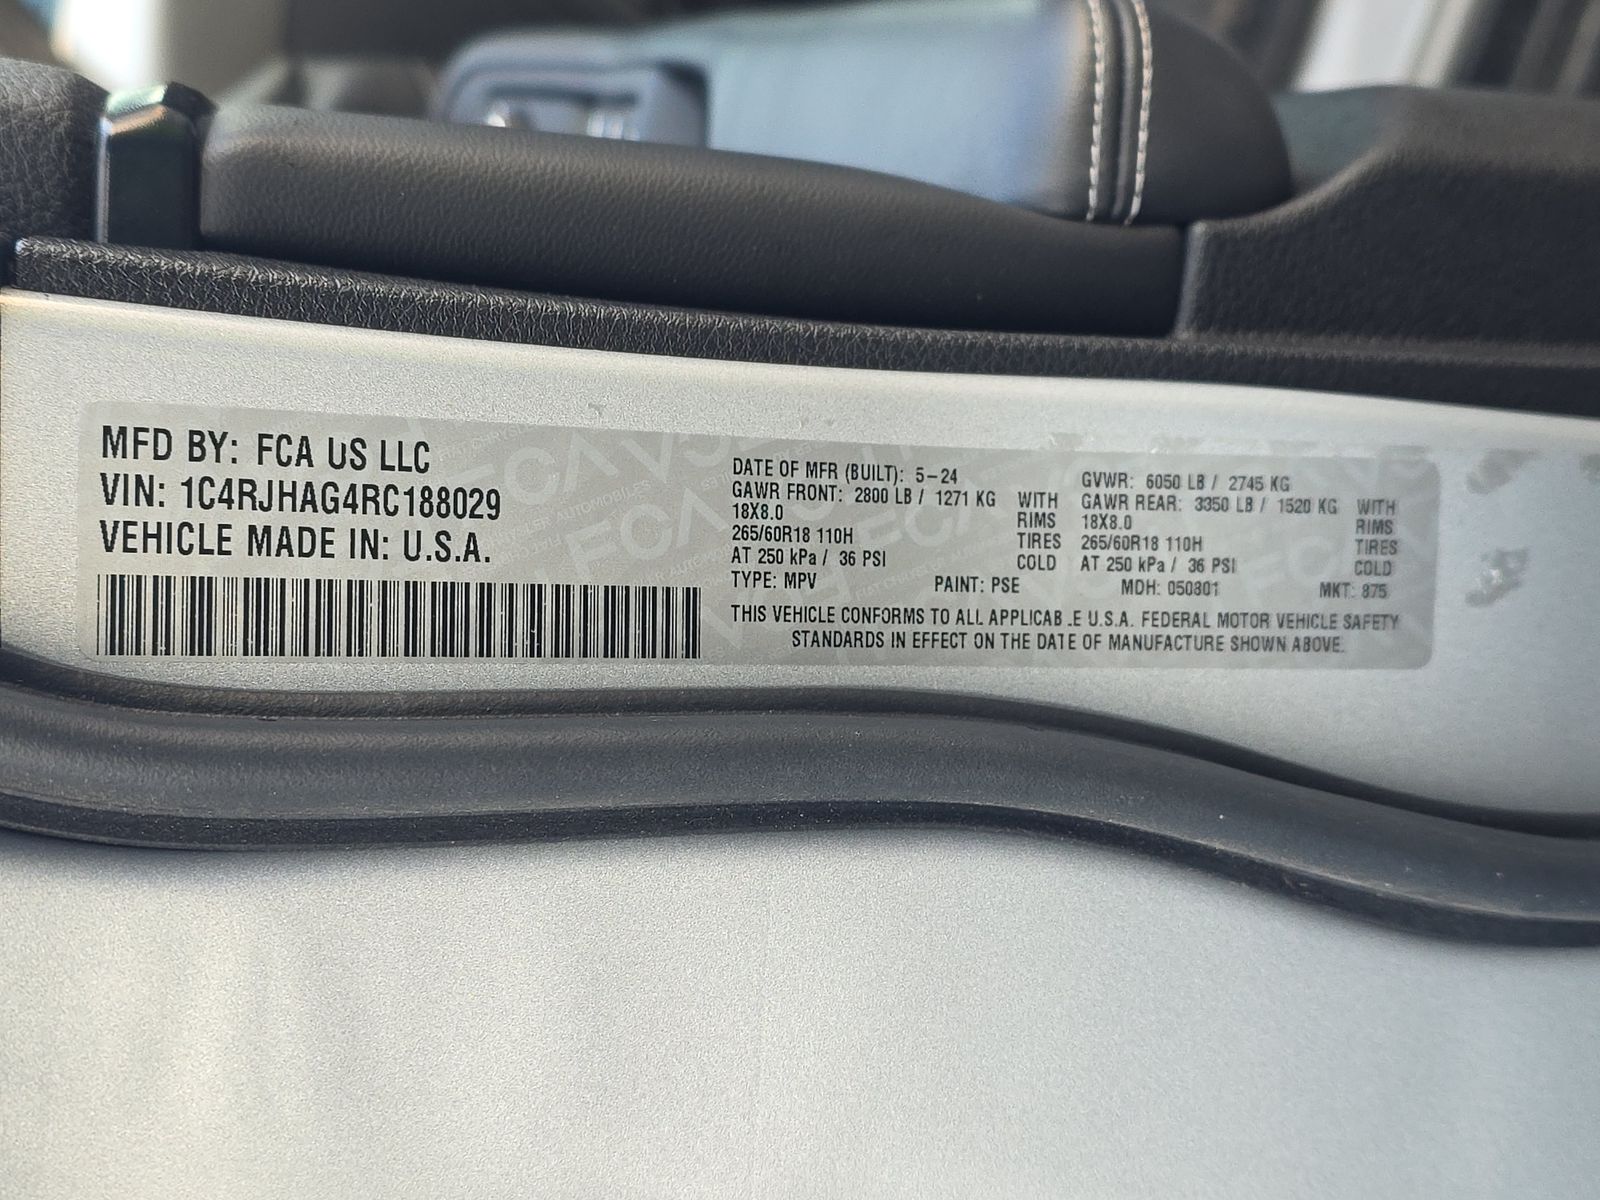 MFD BY: FCA US LLC
VIN: 1C4RJHAG4RC188029
VEHICLE MADE IN: U.S.A.
DATE OF MFR (BUILT): 5-24 GVWR: 6050 LB / 2745 KG
GAWR FRONT: 2800 LB / 1271 KG WITH GAWR REAR: 3350 LB / 1520 KG WITH
18X8.0 RIMS 18X8.0 RIMS
265/60R18 110H TIRES 265/60R18 110H TIRES
AT 250 kPa / 36 PSI COLD AT 250 kPa / 36 PSI COLD
TYPE: MPV PAINT: PSE MDH: 050801 MKT: 875
THIS VEHICLE CONFORMS TO ALL APPLICAB.E U.S.A. FEDERAL MOTOR VEHICLE SAFETY
STANDARDS IN EFFECT ON THE DATE OF MANUFACTURE SHOWN ABOVE.